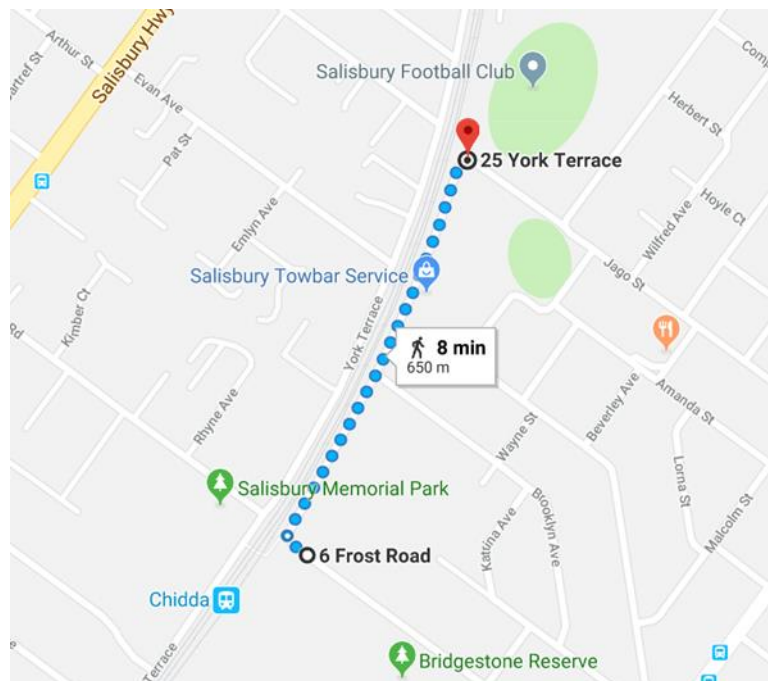 Salisbury Hwy
Arthur St
Evan Ave
Salisbury Football Club
Herbert St
25 York Terrace
Pat St
Hoyle Ct
Wilfred Ave
Emlyn Ave
Salisbury Towbar Service
Jago St
Kimber Ct
Rd
York Terrace
8 min
650 m
Beverley Ave
Amanda St
Rhyne Ave
Wayne St
Lorna St
Salisbury Memorial Park
Brooklyn Ave
Malcolm St
Kattina Ave
6 Frost Road
Chidda
Terrace
Bridgestone Reserve